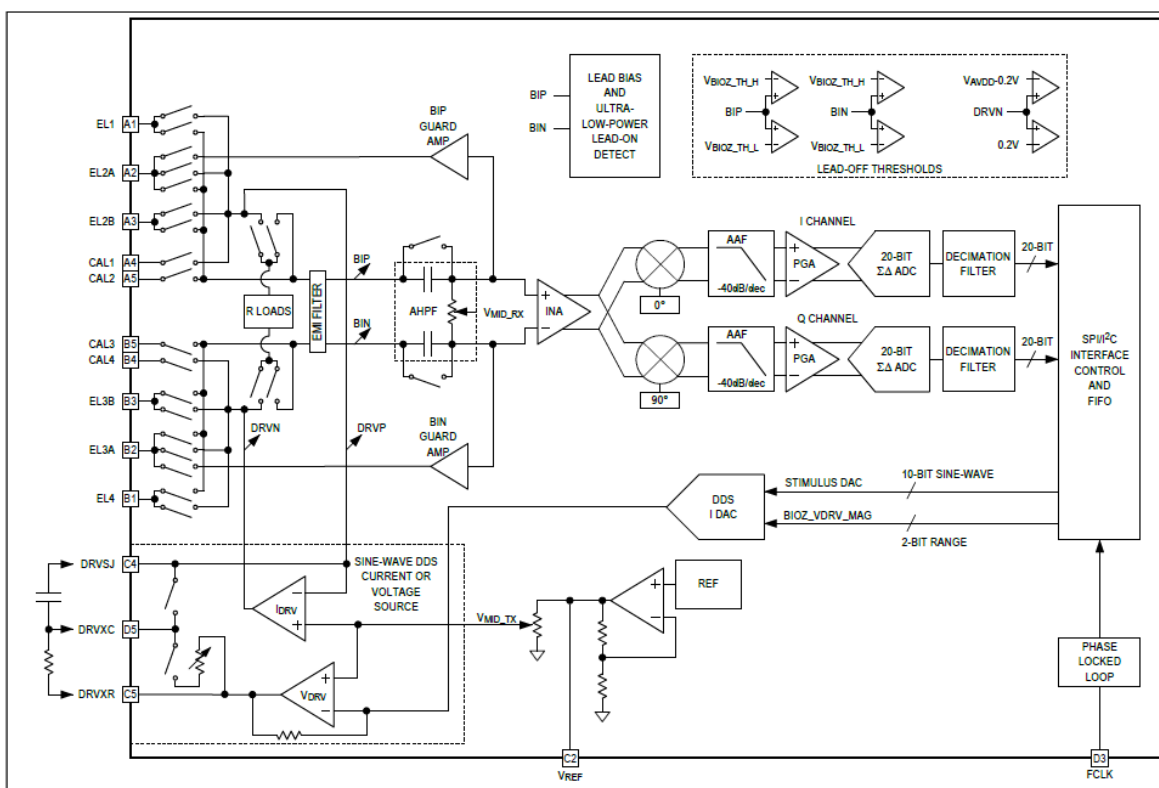 EL1 A1
EL2A A2
EL2B A3
CAL1 A4
CAL2 A5
CAL3 B5
CAL4 B4
EL3B B3
EL3A B2
EL4 B1
DRVSJ C4
DRVXC D5
DRVXR C5
BIP
GUARD
AMP
R LOADS
EMI FILTER
BIP
BIN
AHPF
VMID_RX
DRVN
DRVP
BIN
GUARD
AMP
BIP
BIN
LEAD BIAS
AND
ULTRA-
LOW-POWER
LEAD-ON
DETECT
VBIOZ_TH_H
BIP
VBIOZ_TH_L
VBIOZ_TH_H
BIN
VBIOZ_TH_L
VAVDD-0.2V
DRVN
0.2V
LEAD-OFF THRESHOLDS
+
INA
−
I CHANNEL
0°
AAF
-40dB/dec
+
PGA
−
20-BIT
ΣΔ ADC
DECIMATION
FILTER
20-BIT
Q CHANNEL
90°
AAF
-40dB/dec
+
PGA
−
20-BIT
ΣΔ ADC
DECIMATION
FILTER
20-BIT
SPI/I²C
INTERFACE
CONTROL
AND
FIFO
DDS
I DAC
STIMULUS DAC
10-BIT SINE-WAVE
BIOZ_VDRV_MAG
2-BIT RANGE
SINE-WAVE DDS
CURRENT OR
VOLTAGE
SOURCE
−
IDRV
+
+
VDRV
−
VMID_TX
+
−
REF
PHASE
LOCKED
LOOP
C2
VREF
D3
FCLK